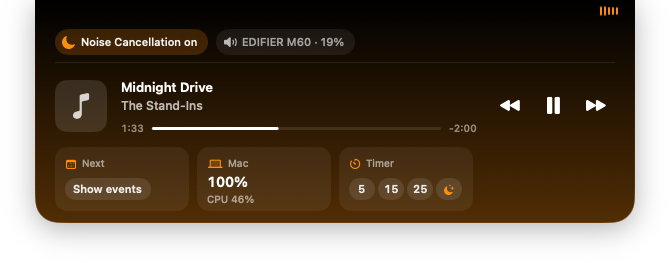 Noise Cancellation on
EDIFIER M60 · 19%
Midnight Drive
The Stand-Ins
1:33
-2:00
Next
Show events
Mac
100%
CPU 46%
Timer
5 15 25